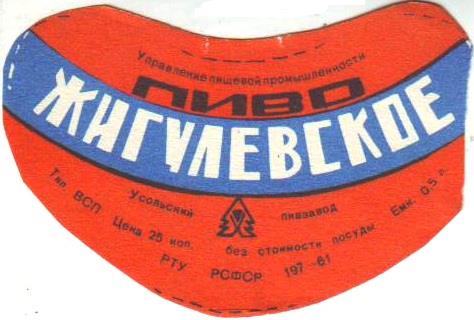 Управление пищевой промышленности
ПИВО
ЖИГУЛЕВСКОЕ
Усольский пивзавод
Тип. ВСП Цена 25 коп. без стоимости посуды Емк. 0,5 л.
РТУ РСФСР 197—61